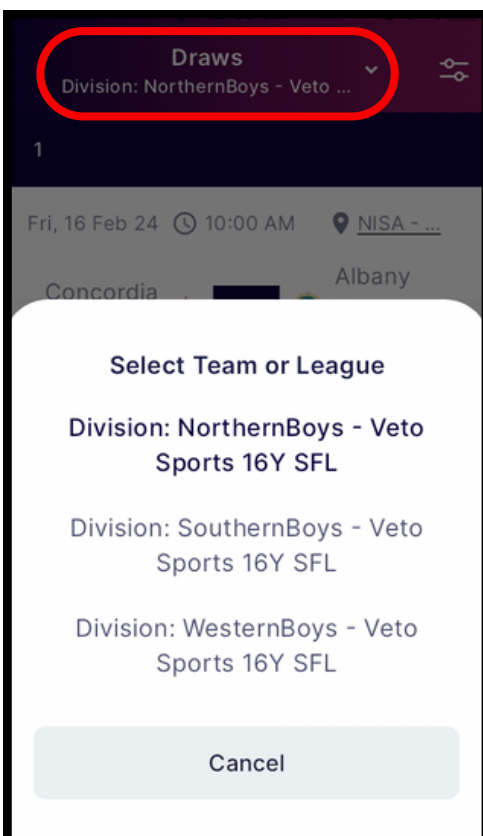 Draws
Division: NorthernBoys - Veto ...
1
Fri, 16 Feb 24 10:00 AM NISA - ...
Albany
Concordia
Select Team or League
Division: NorthernBoys - Veto
Sports 16Y SFL
Division: SouthernBoys - Veto
Sports 16Y SFL
Division: WesternBoys - Veto
Sports 16Y SFL
Cancel